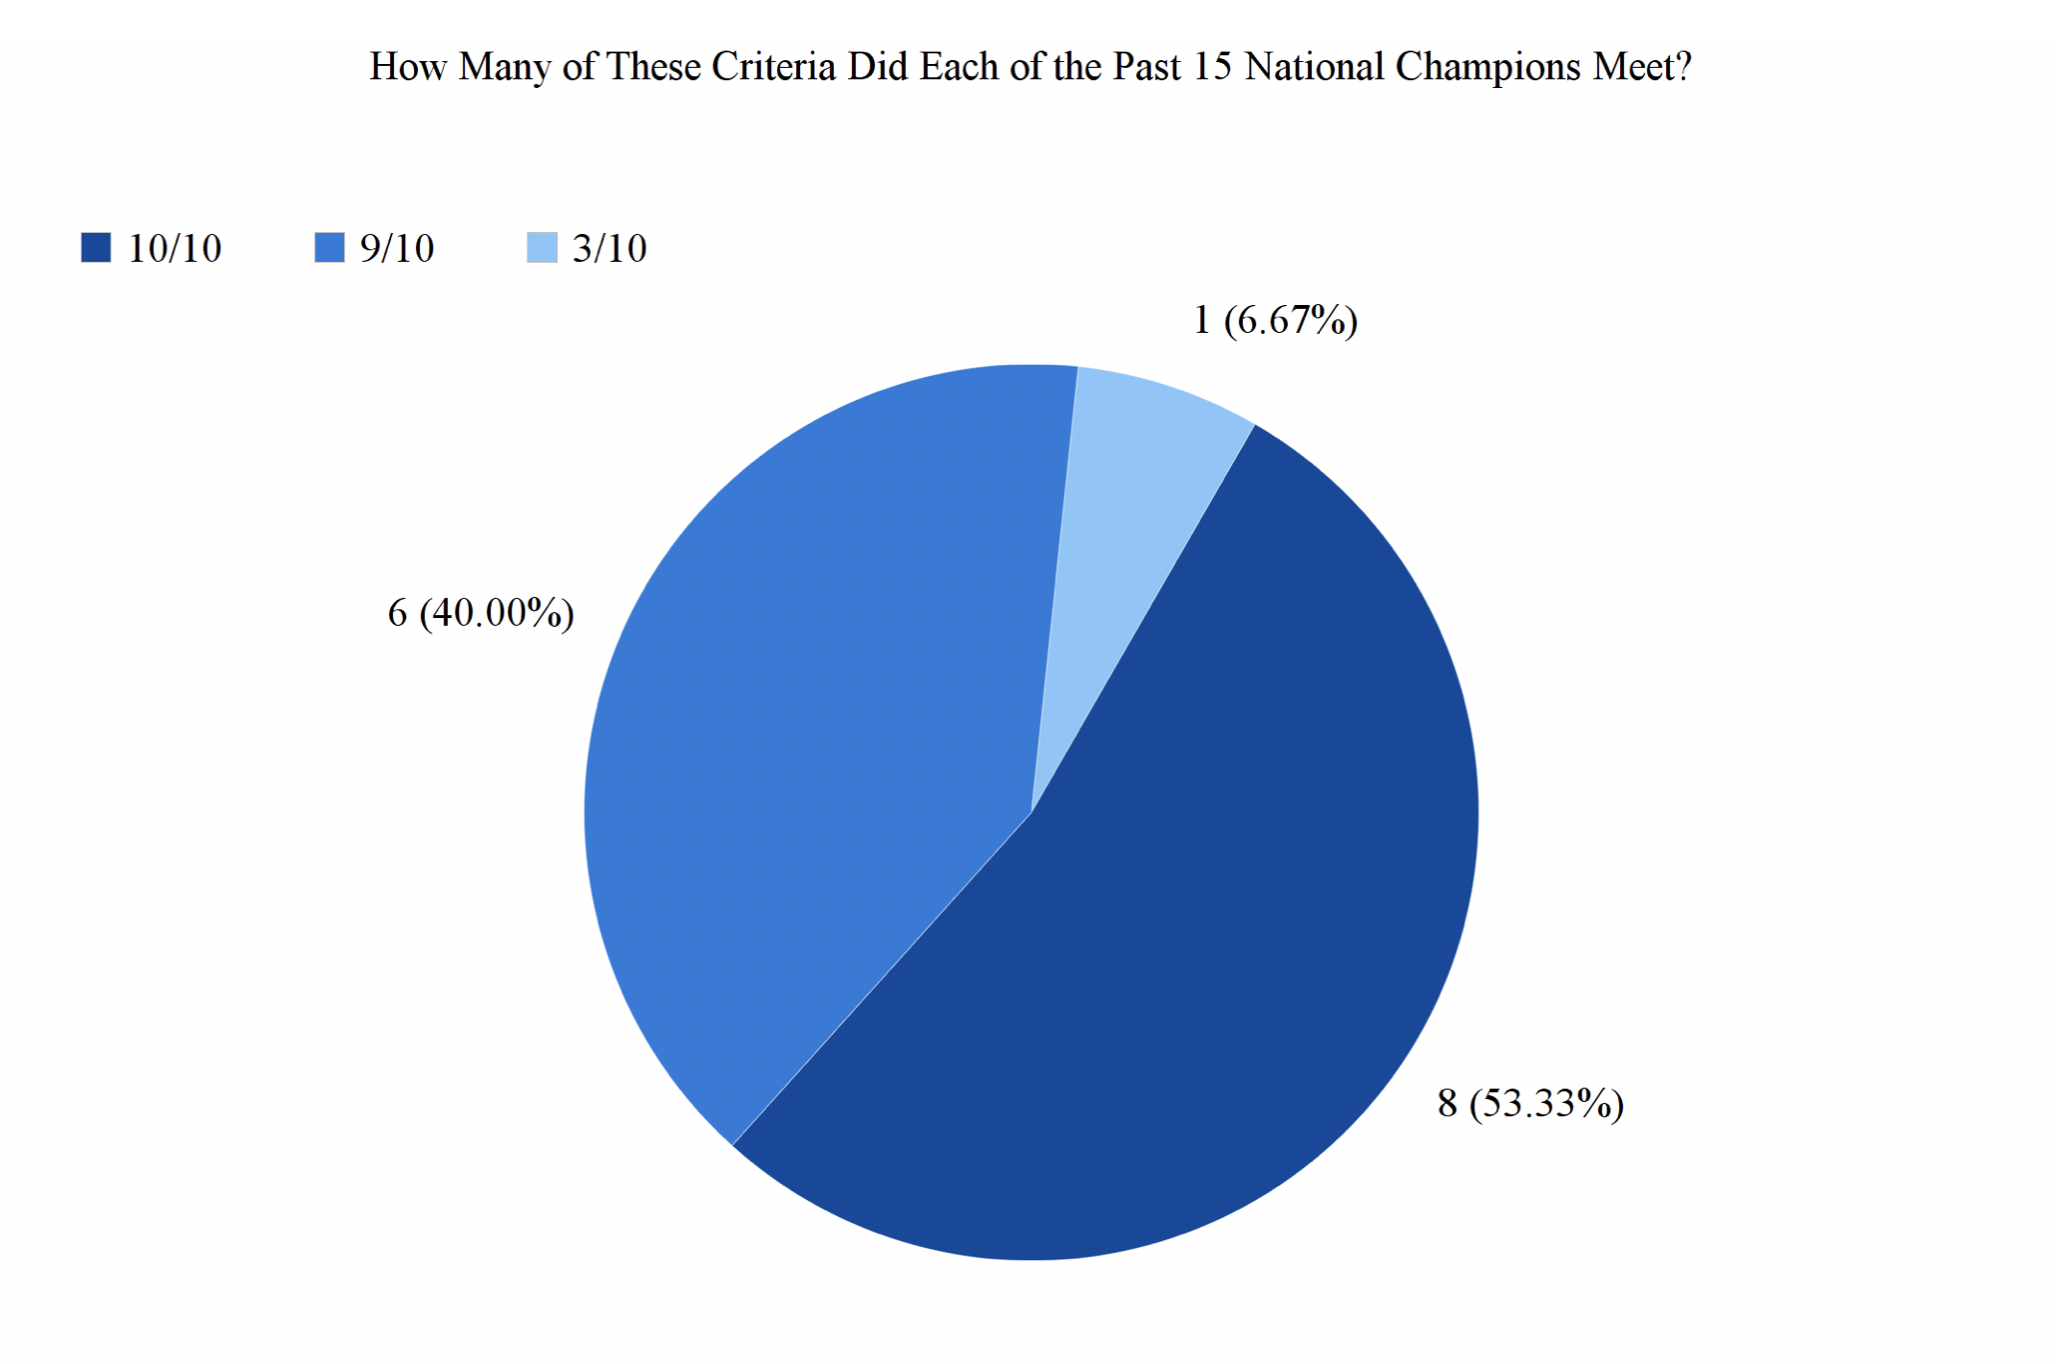 How Many of These Criteria Did Each of the Past 15 National Champions Meet?
10/10 9/10 3/10
1 (6.67%)
6 (40.00%)
8 (53.33%)